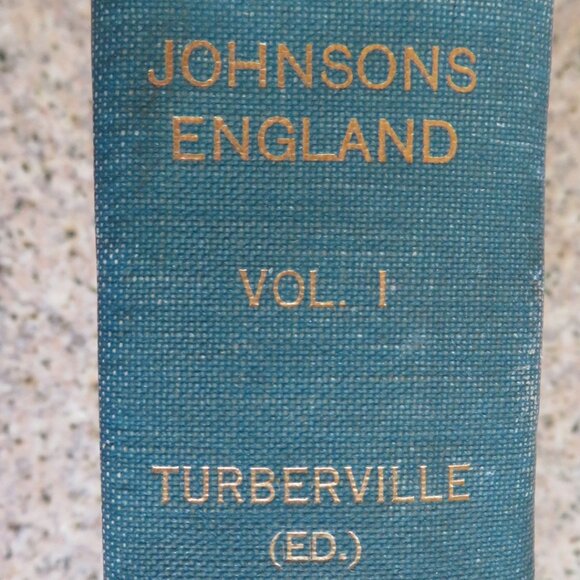 JOHNSONS
ENGLAND
VOL. I
TURBERVILLE
(ED.)